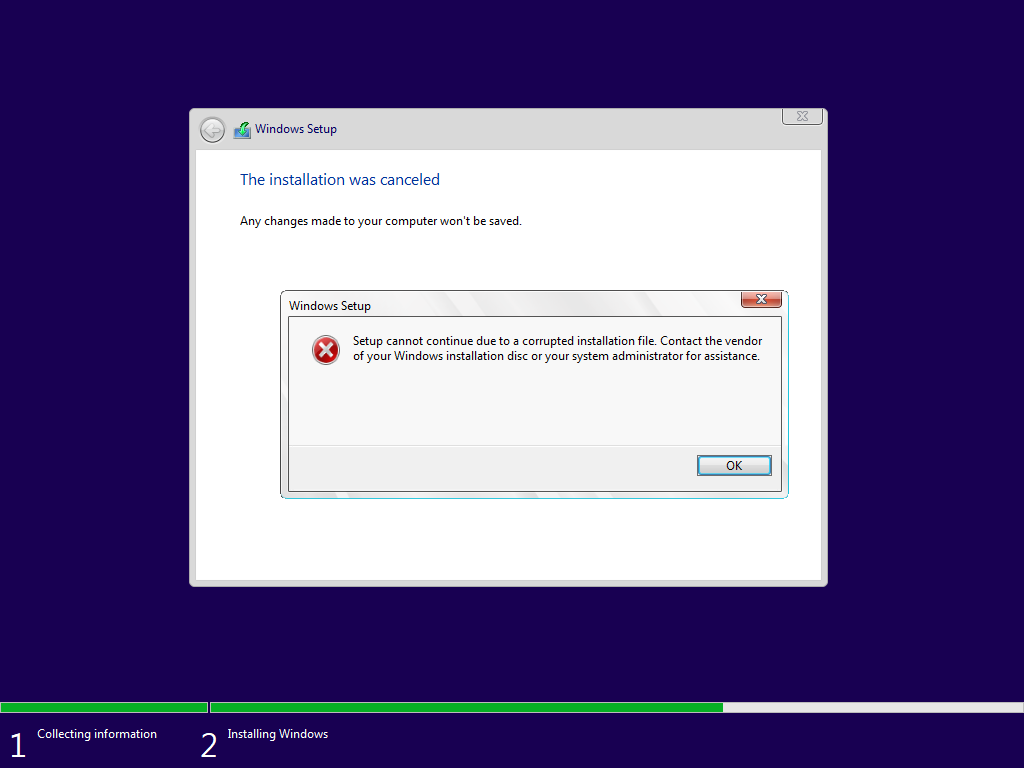 Windows Setup
The installation was canceled
Any changes made to your computer won't be saved.
Windows Setup
Setup cannot continue due to a corrupted installation file. Contact the vendor
of your Windows installation disc or your system administrator for assistance.
OK
1 Collecting information
2 Installing Windows